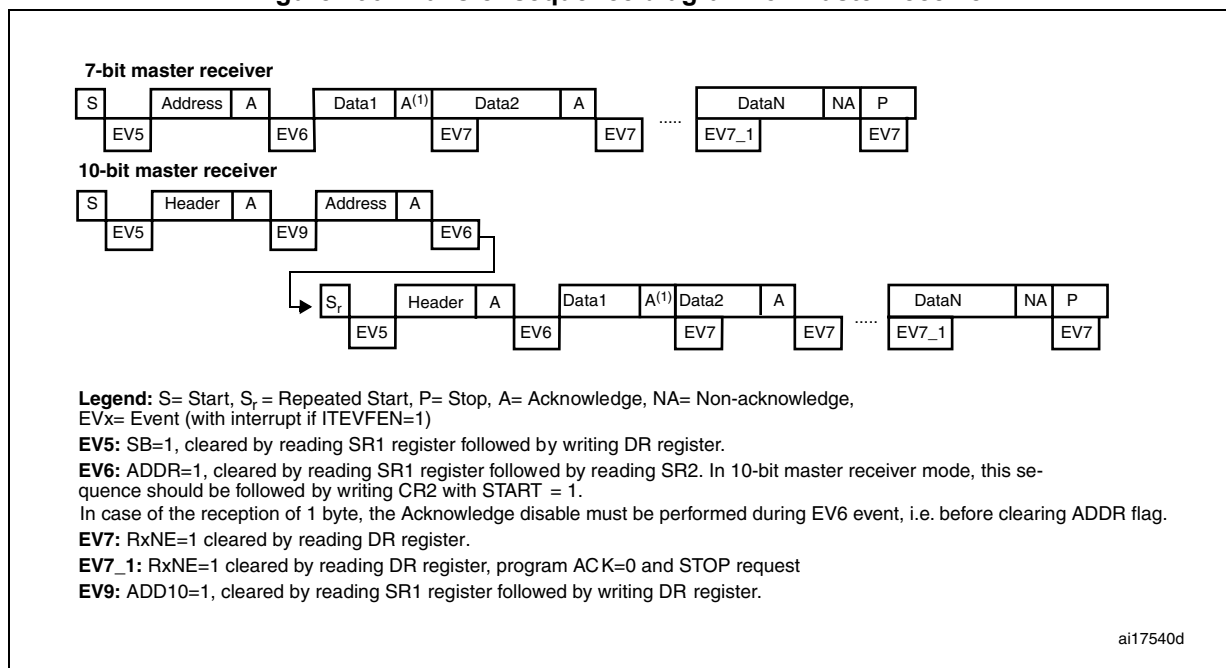 7-bit master receiver
S Address A Data1 A(1) Data2 A ..... DataN NA P
EV5 EV6 EV7 EV7 EV7_1 EV7
10-bit master receiver
S Header A Address A
EV5 EV9 EV6
Sr Header A Data1 A(1) Data2 A ..... DataN NA P
EV5 EV6 EV7 EV7 EV7_1 EV7
Legend: S= Start, Sr = Repeated Start, P= Stop, A= Acknowledge, NA= Non-acknowledge,
EVx= Event (with interrupt if ITEVFEN=1)
EV5: SB=1, cleared by reading SR1 register followed by writing DR register.
EV6: ADDR=1, cleared by reading SR1 register followed by reading SR2. In 10-bit master receiver mode, this se-
quence should be followed by writing CR2 with START = 1.
In case of the reception of 1 byte, the Acknowledge disable must be performed during EV6 event, i.e. before clearing ADDR flag.
EV7: RxNE=1 cleared by reading DR register.
EV7_1: RxNE=1 cleared by reading DR register, program ACK=0 and STOP request
EV9: ADD10=1, cleared by reading SR1 register followed by writing DR register.
ai17540d